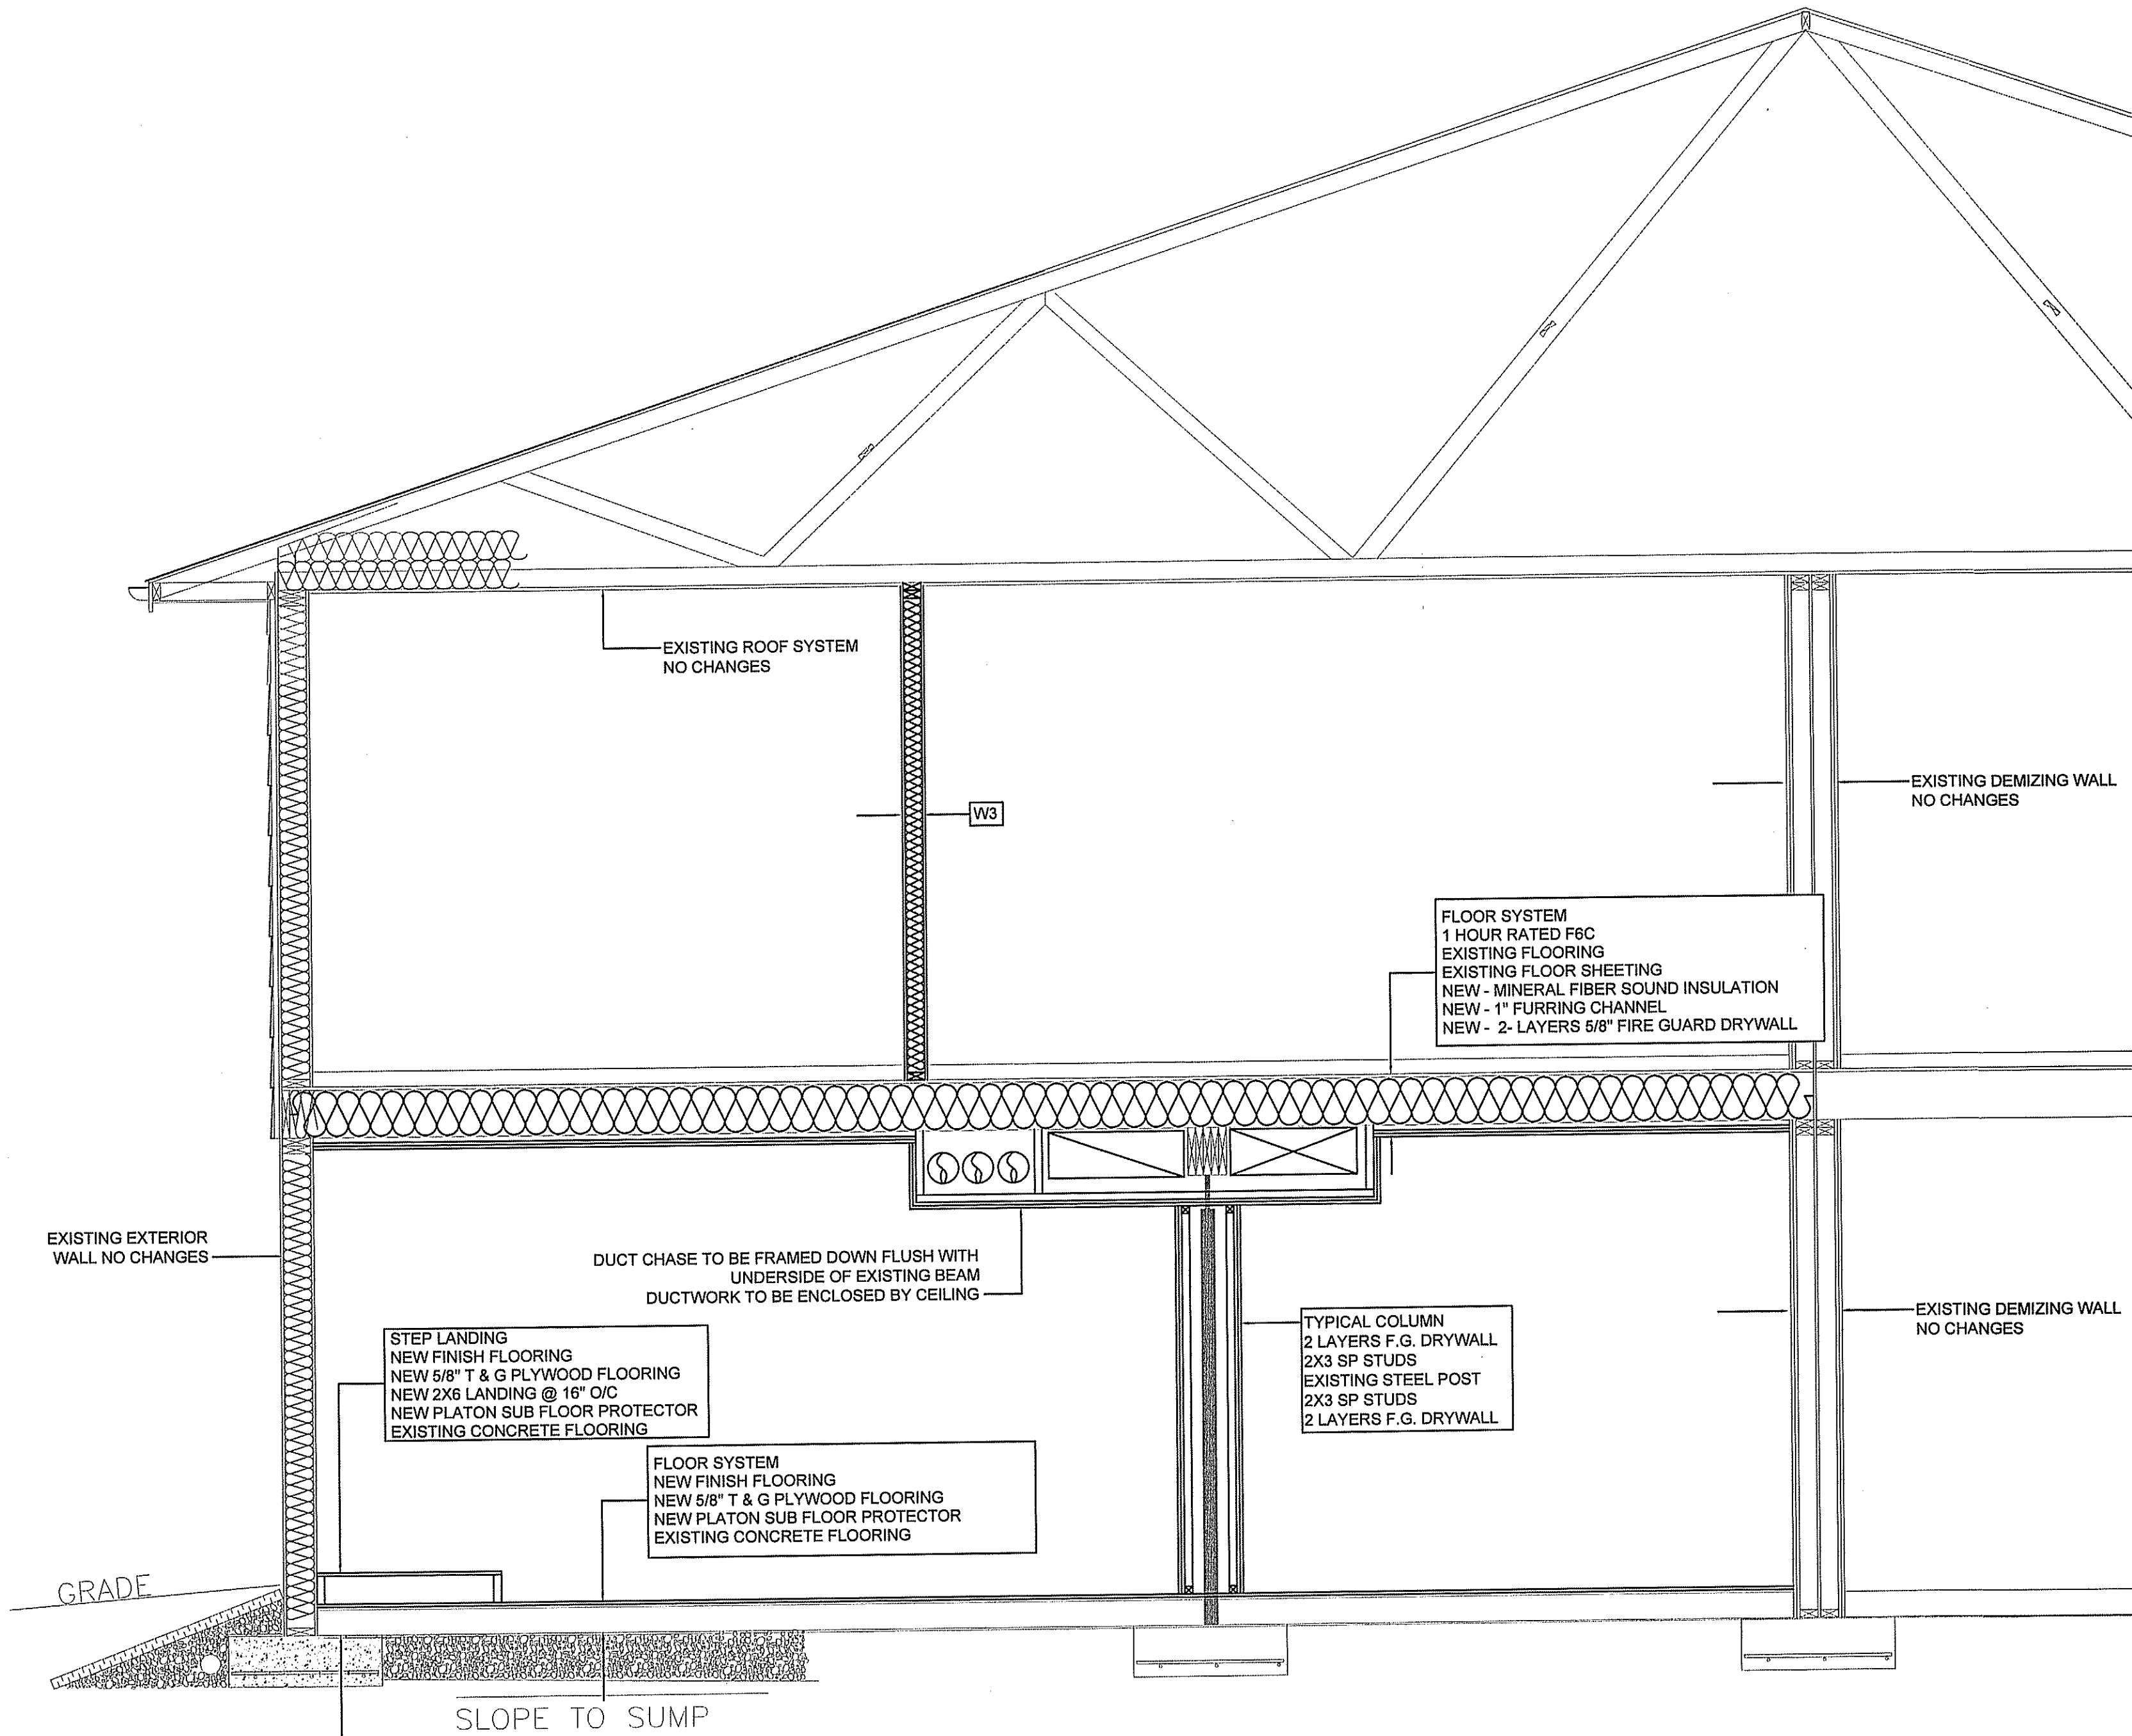 EXISTING ROOF SYSTEM
NO CHANGES
EXISTING DEMIZING WALL
NO CHANGES
W3
FLOOR SYSTEM
1 HOUR RATED F6C
EXISTING FLOORING
EXISTING FLOOR SHEETING
NEW - MINERAL FIBER SOUND INSULATION
NEW - 1" FURRING CHANNEL
NEW - 2- LAYERS 5/8" FIRE GUARD DRYWALL
EXISTING EXTERIOR
WALL NO CHANGES
DUCT CHASE TO BE FRAMED DOWN FLUSH WITH
UNDERSIDE OF EXISTING BEAM
DUCTWORK TO BE ENCLOSED BY CEILING
TYPICAL COLUMN
2 LAYERS F.G. DRYWALL
2X3 SP STUDS
EXISTING STEEL POST
2X3 SP STUDS
2 LAYERS F.G. DRYWALL
EXISTING DEMIZING WALL
NO CHANGES
STEP LANDING
NEW FINISH FLOORING
NEW 5/8" T & G PLYWOOD FLOORING
NEW 2X6 LANDING @ 16" O/C
NEW PLATON SUB FLOOR PROTECTOR
EXISTING CONCRETE FLOORING
FLOOR SYSTEM
NEW FINISH FLOORING
NEW 5/8" T & G PLYWOOD FLOORING
NEW PLATON SUB FLOOR PROTECTOR
EXISTING CONCRETE FLOORING
GRADE
SLOPE TO SUMP